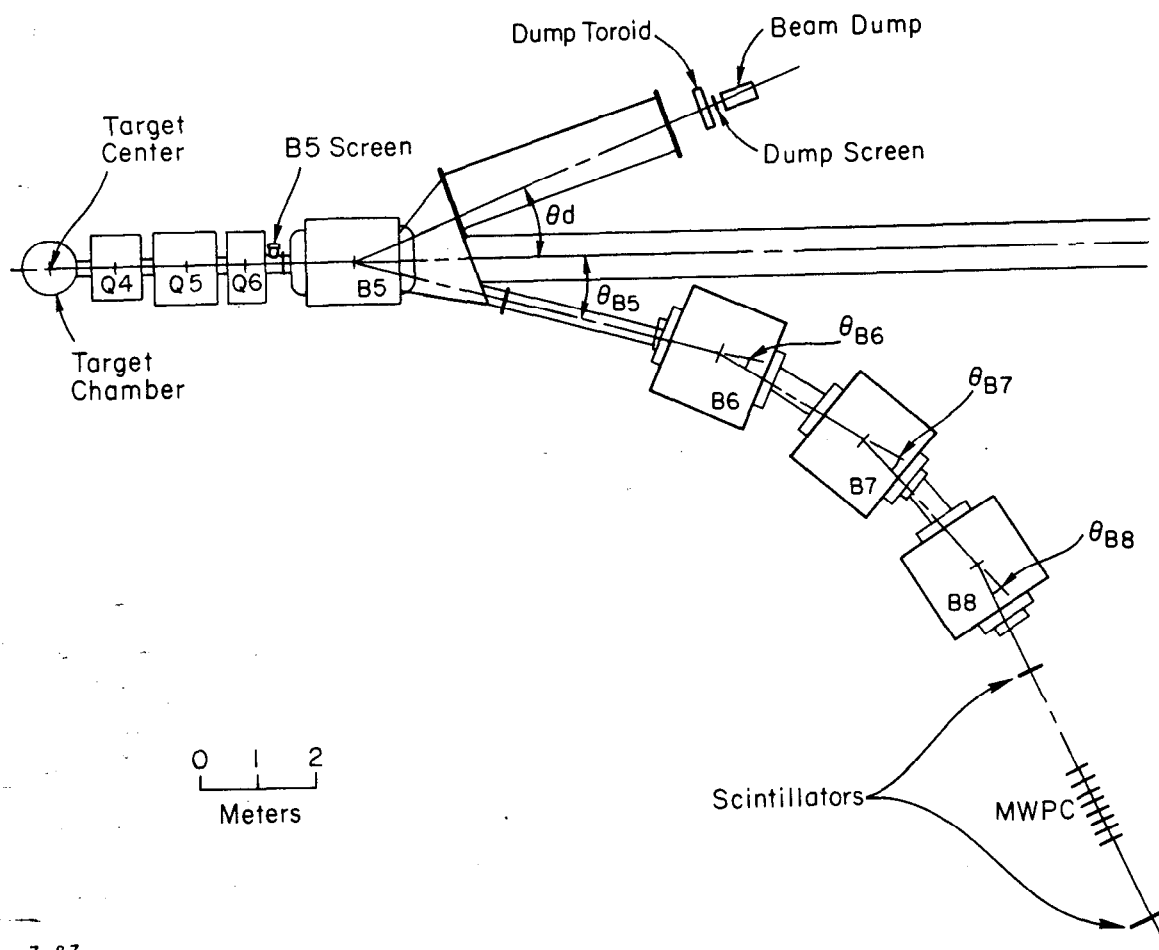 Dump Toroid
Beam Dump
Target
Center
B5 Screen
Dump Screen
θd
Q4
Q5
Q6
B5
θB5
Target
Chamber
θB6
B6
θB7
B7
θB8
B8
0 1 2
Meters
Scintillators
MWPC